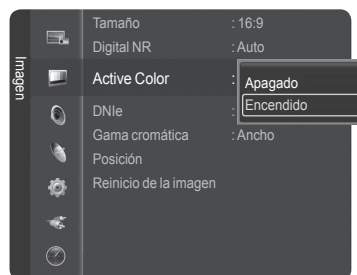 Imagen
Tamaño : 16:9
Digital NR : Auto
Active Color :
Apagado
Encendido
DNIe :
Gama cromática : Ancho
Posición
Reinicio de la imagen